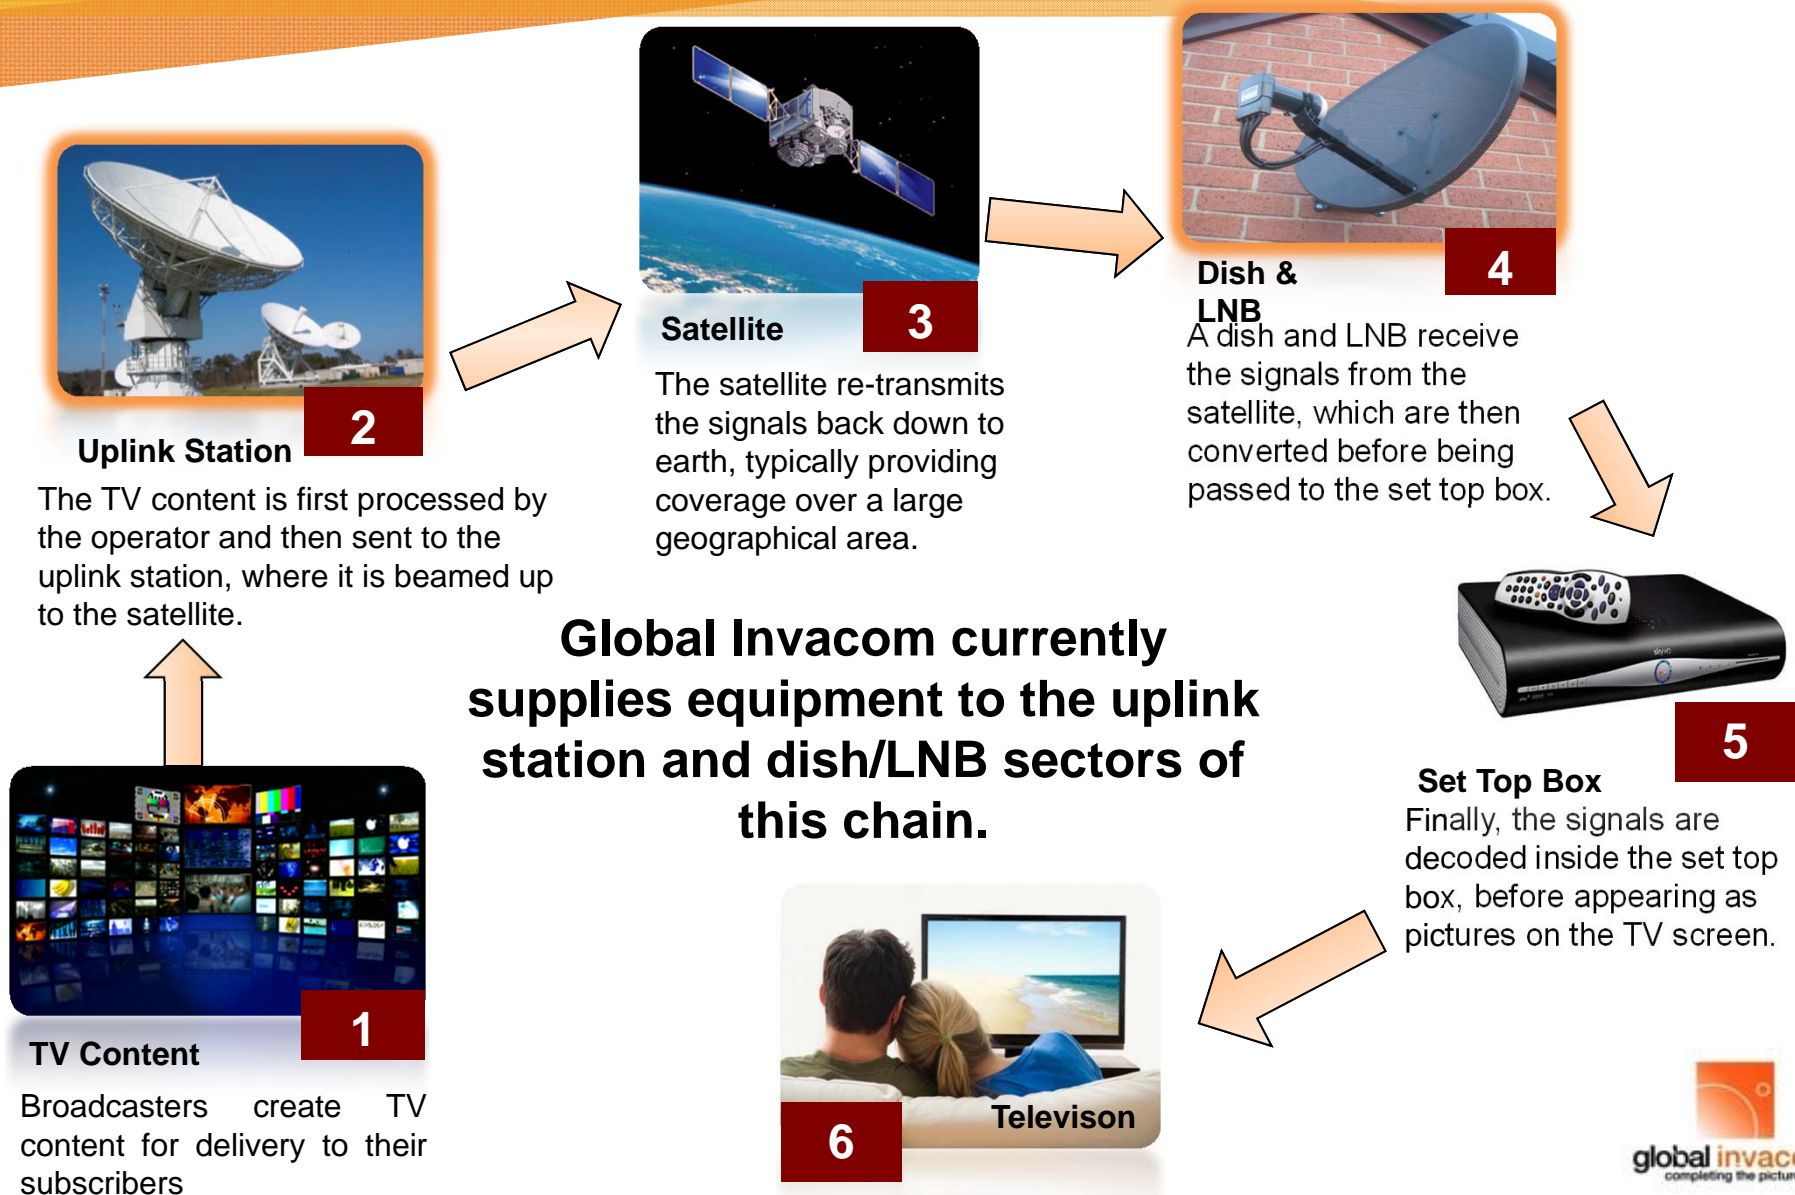 1
TV Content
Broadcasters create TV
content for delivery to their
subscribers
2
Uplink Station
The TV content is first processed by
the operator and then sent to the
uplink station, where it is beamed up
to the satellite.
3
Satellite
The satellite re-transmits
the signals back down to
earth, typically providing
coverage over a large
geographical area.
4
Dish &
LNB
A dish and LNB receive
the signals from the
satellite, which are then
converted before being
passed to the set top box.
Global Invacom currently
supplies equipment to the uplink
station and dish/LNB sectors of
this chain.
5
Set Top Box
Finally, the signals are
decoded inside the set top
box, before appearing as
pictures on the TV screen.
6
Televison
global invaco
completing the pictur